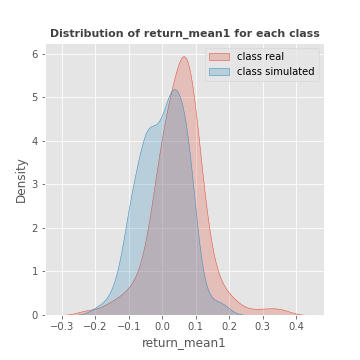 Distribution of return_mean1 for each class
class real
class simulated
Density
6
5
4
3
2
1
0
−0.3 −0.2 −0.1 0.0 0.1 0.2 0.3 0.4
return_mean1